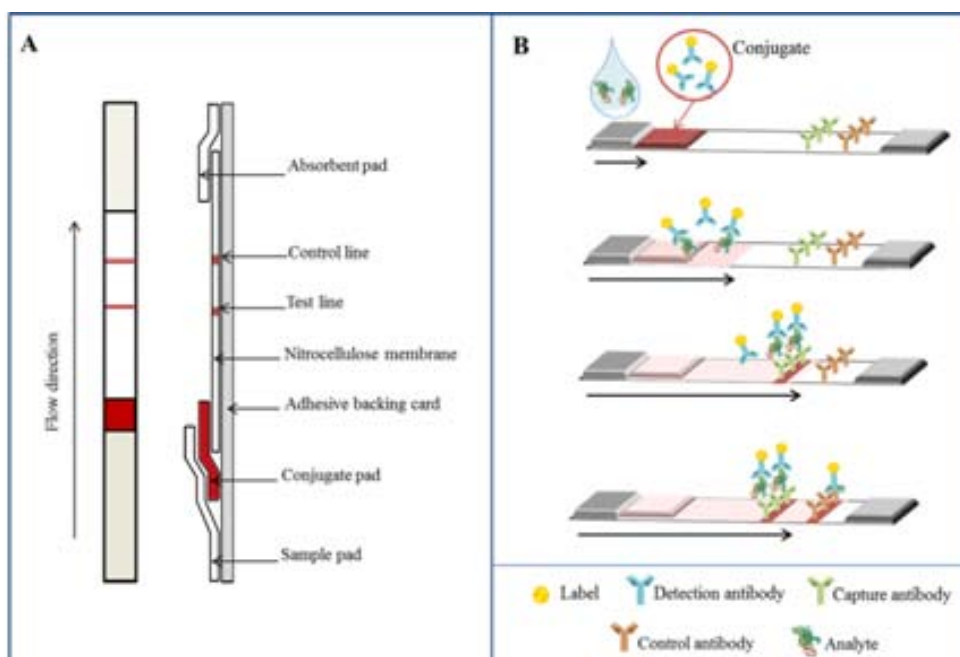 A
Absorbent pad
Control line
Test line
Nitrocellulose membrane
Adhesive backing card
Conjugate pad
Sample pad
Flow direction
B
Conjugate
Label
Detection antibody
Capture antibody
Control antibody
Analyte